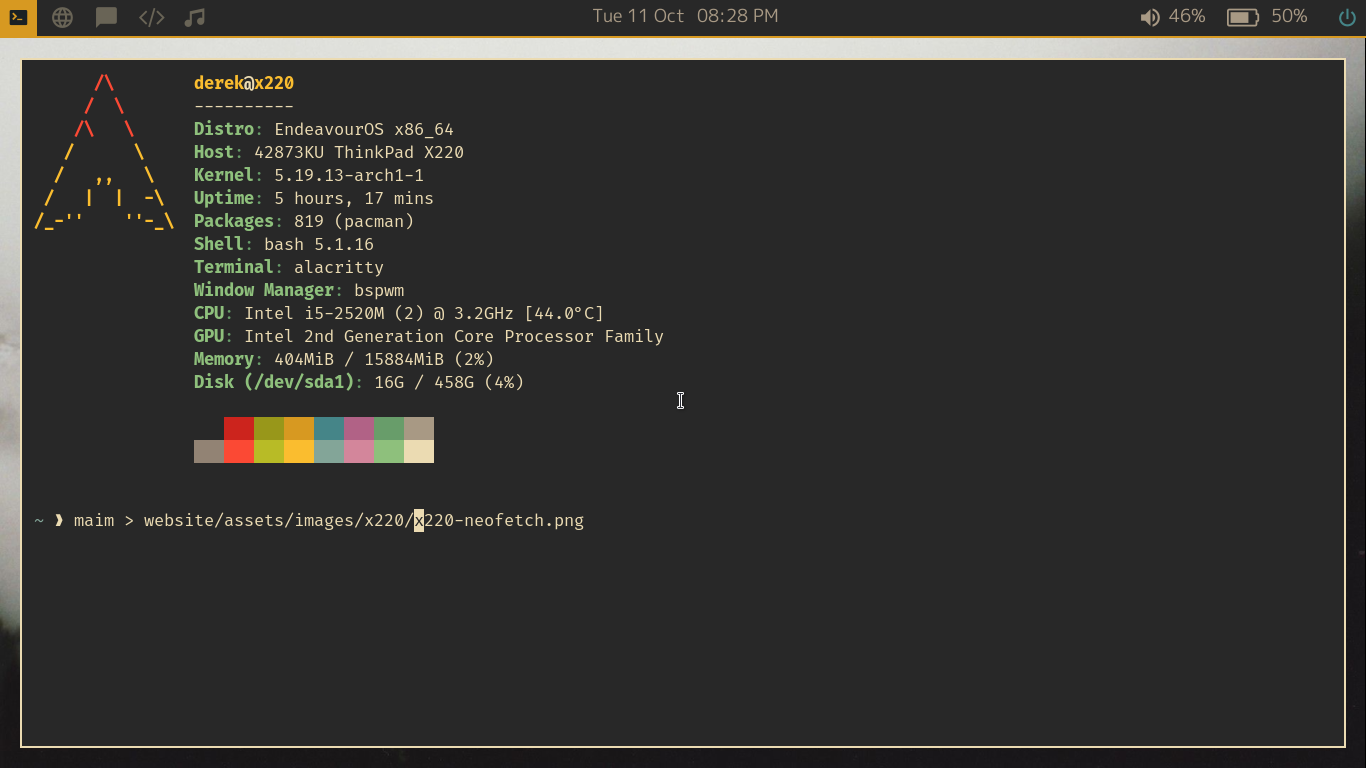 Tue 11 Oct 08:28 PM 46% 50%
derek@x220
----------
Distro: EndeavourOS x86_64
Host: 42873KU ThinkPad X220
Kernel: 5.19.13-arch1-1
Uptime: 5 hours, 17 mins
Packages: 819 (pacman)
Shell: bash 5.1.16
Terminal: alacritty
Window Manager: bspwm
CPU: Intel i5-2520M (2) @ 3.2GHz [44.0°C]
GPU: Intel 2nd Generation Core Processor Family
Memory: 404MiB / 15884MiB (2%)
Disk (/dev/sda1): 16G / 458G (4%)
~ ❯ maim > website/assets/images/x220/x220-neofetch.png